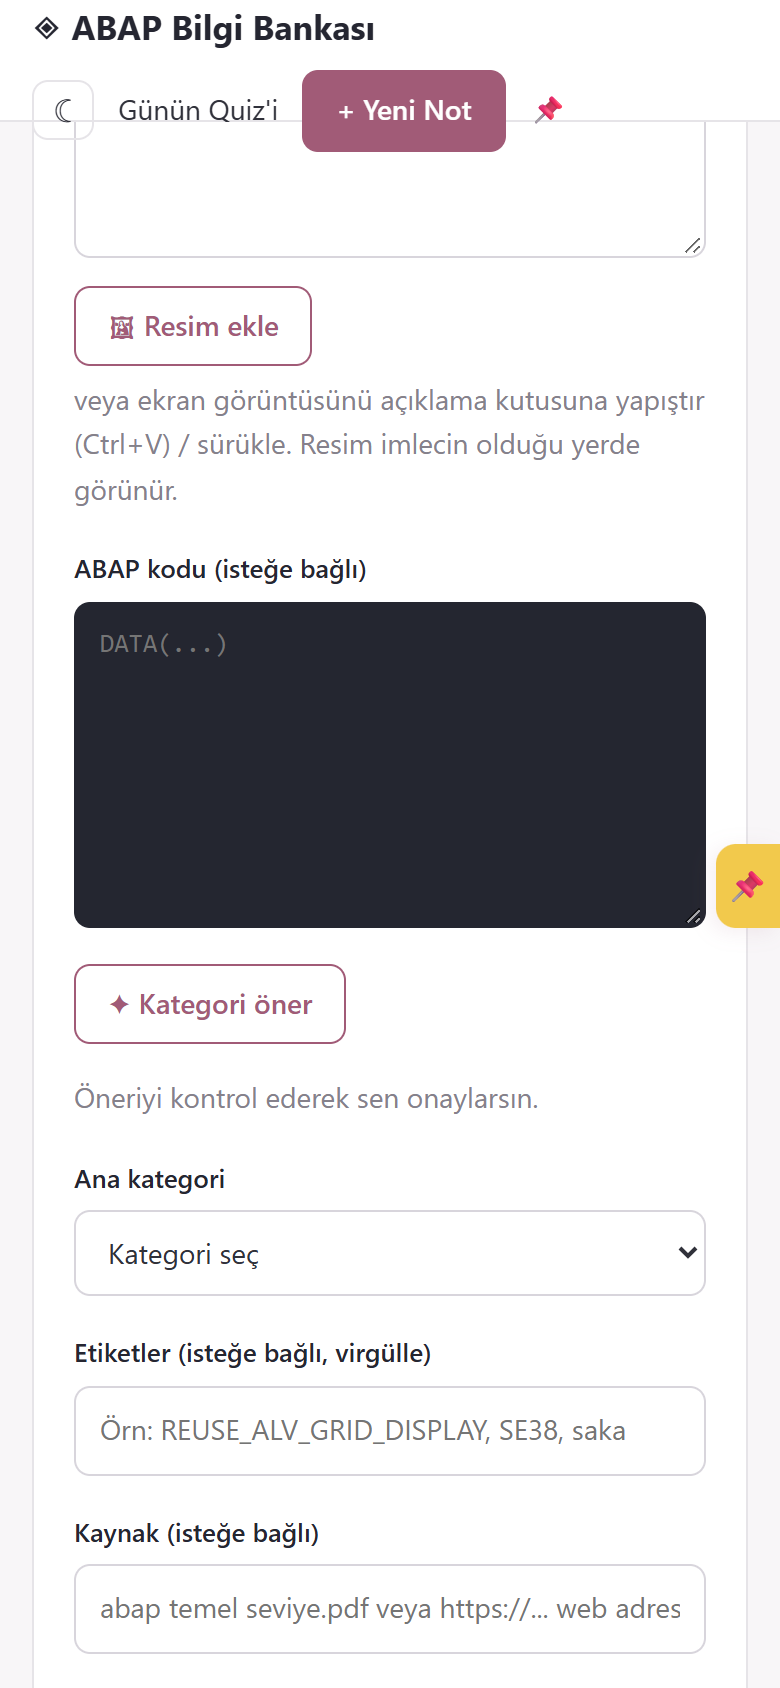 ABAP Bilgi Bankası
Günün Quiz'i
+ Yeni Not
Resim ekle
veya ekran görüntüsünü açıklama kutusuna yapıştır
(Ctrl+V) / sürükle. Resim imlecin olduğu yerde
görünür.
ABAP kodu (isteğe bağlı)
DATA(...)
✦ Kategori öner
Öneriyi kontrol ederek sen onaylarsın.
Ana kategori
Kategori seç
Etiketler (isteğe bağlı, virgülle)
Örn: REUSE_ALV_GRID_DISPLAY, SE38, saka
Kaynak (isteğe bağlı)
abap temel seviye.pdf veya https://... web adres